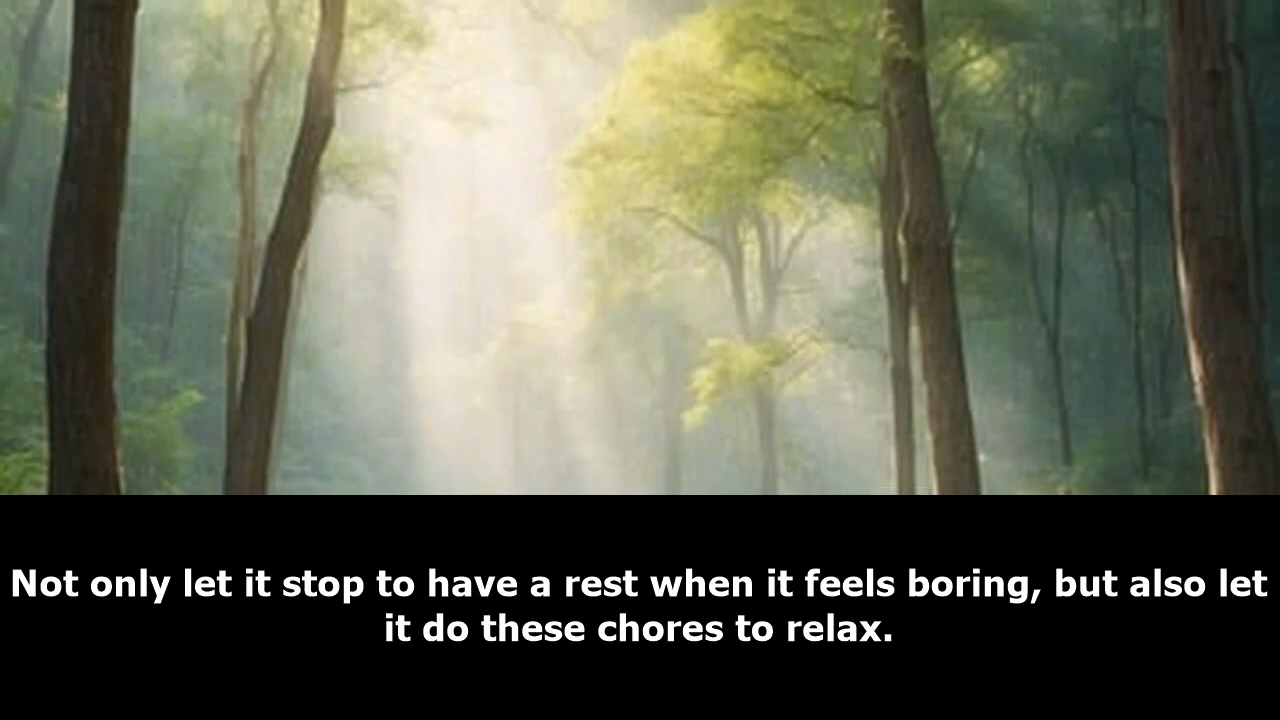 Not only let it stop to have a rest when it feels boring, but also let
it do these chores to relax.